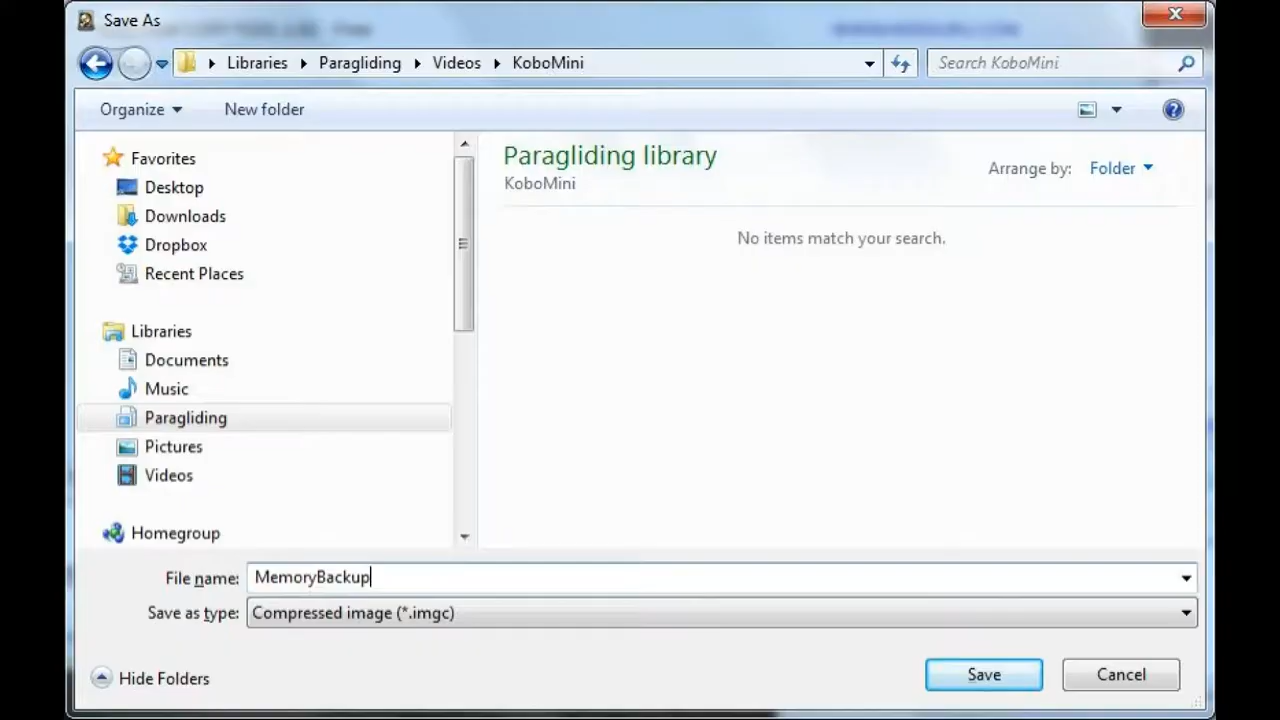 Save As
Libraries Paragliding Videos KoboMini
Search KoboMini
Organize New folder
Favorites
Desktop
Downloads
Dropbox
Recent Places
Libraries
Documents
Music
Paragliding
Pictures
Videos
Homegroup
Paragliding library
KoboMini
Arrange by: Folder
No items match your search.
File name: MemoryBackup
Save as type: Compressed image (*.imgc)
Hide Folders
Save Cancel